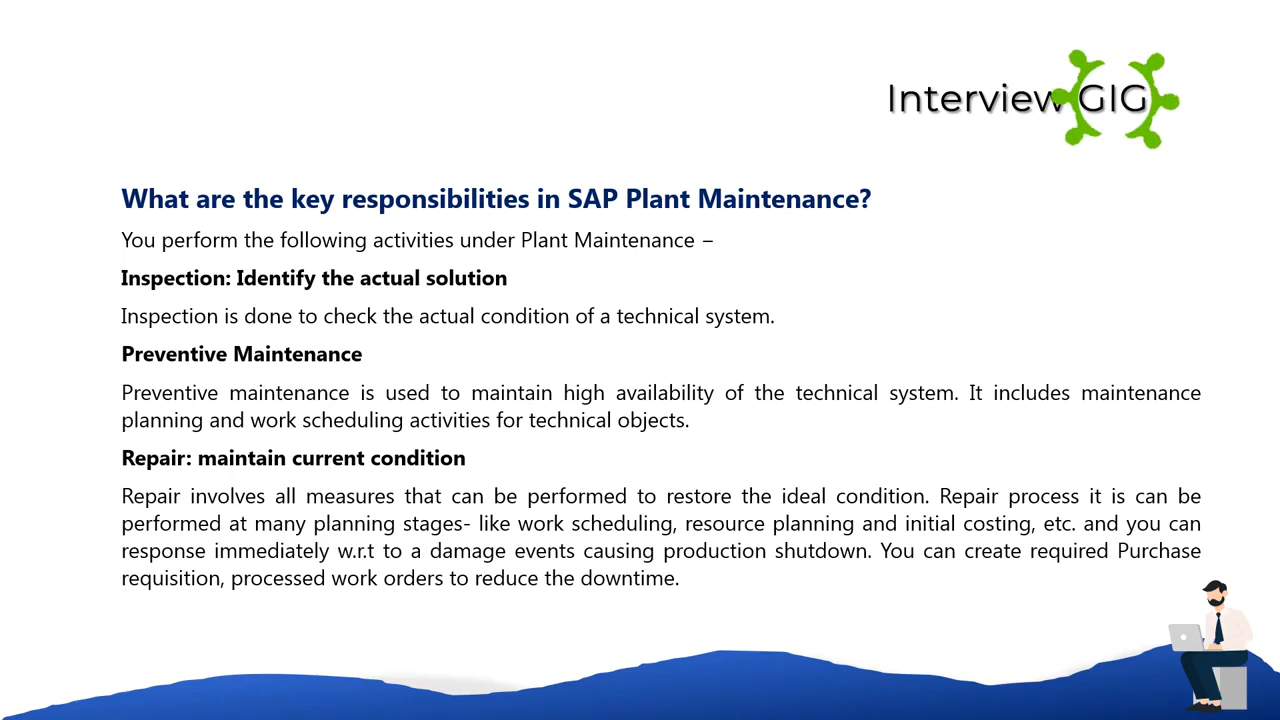 Interview GIG
What are the key responsibilities in SAP Plant Maintenance?
You perform the following activities under Plant Maintenance –
Inspection: Identify the actual solution
Inspection is done to check the actual condition of a technical system.
Preventive Maintenance
Preventive maintenance is used to maintain high availability of the technical system. It includes maintenance
planning and work scheduling activities for technical objects.
Repair: maintain current condition
Repair involves all measures that can be performed to restore the ideal condition. Repair process it is can be
performed at many planning stages- like work scheduling, resource planning and initial costing, etc. and you can
response immediately w.r.t to a damage events causing production shutdown. You can create required Purchase
requisition, processed work orders to reduce the downtime.